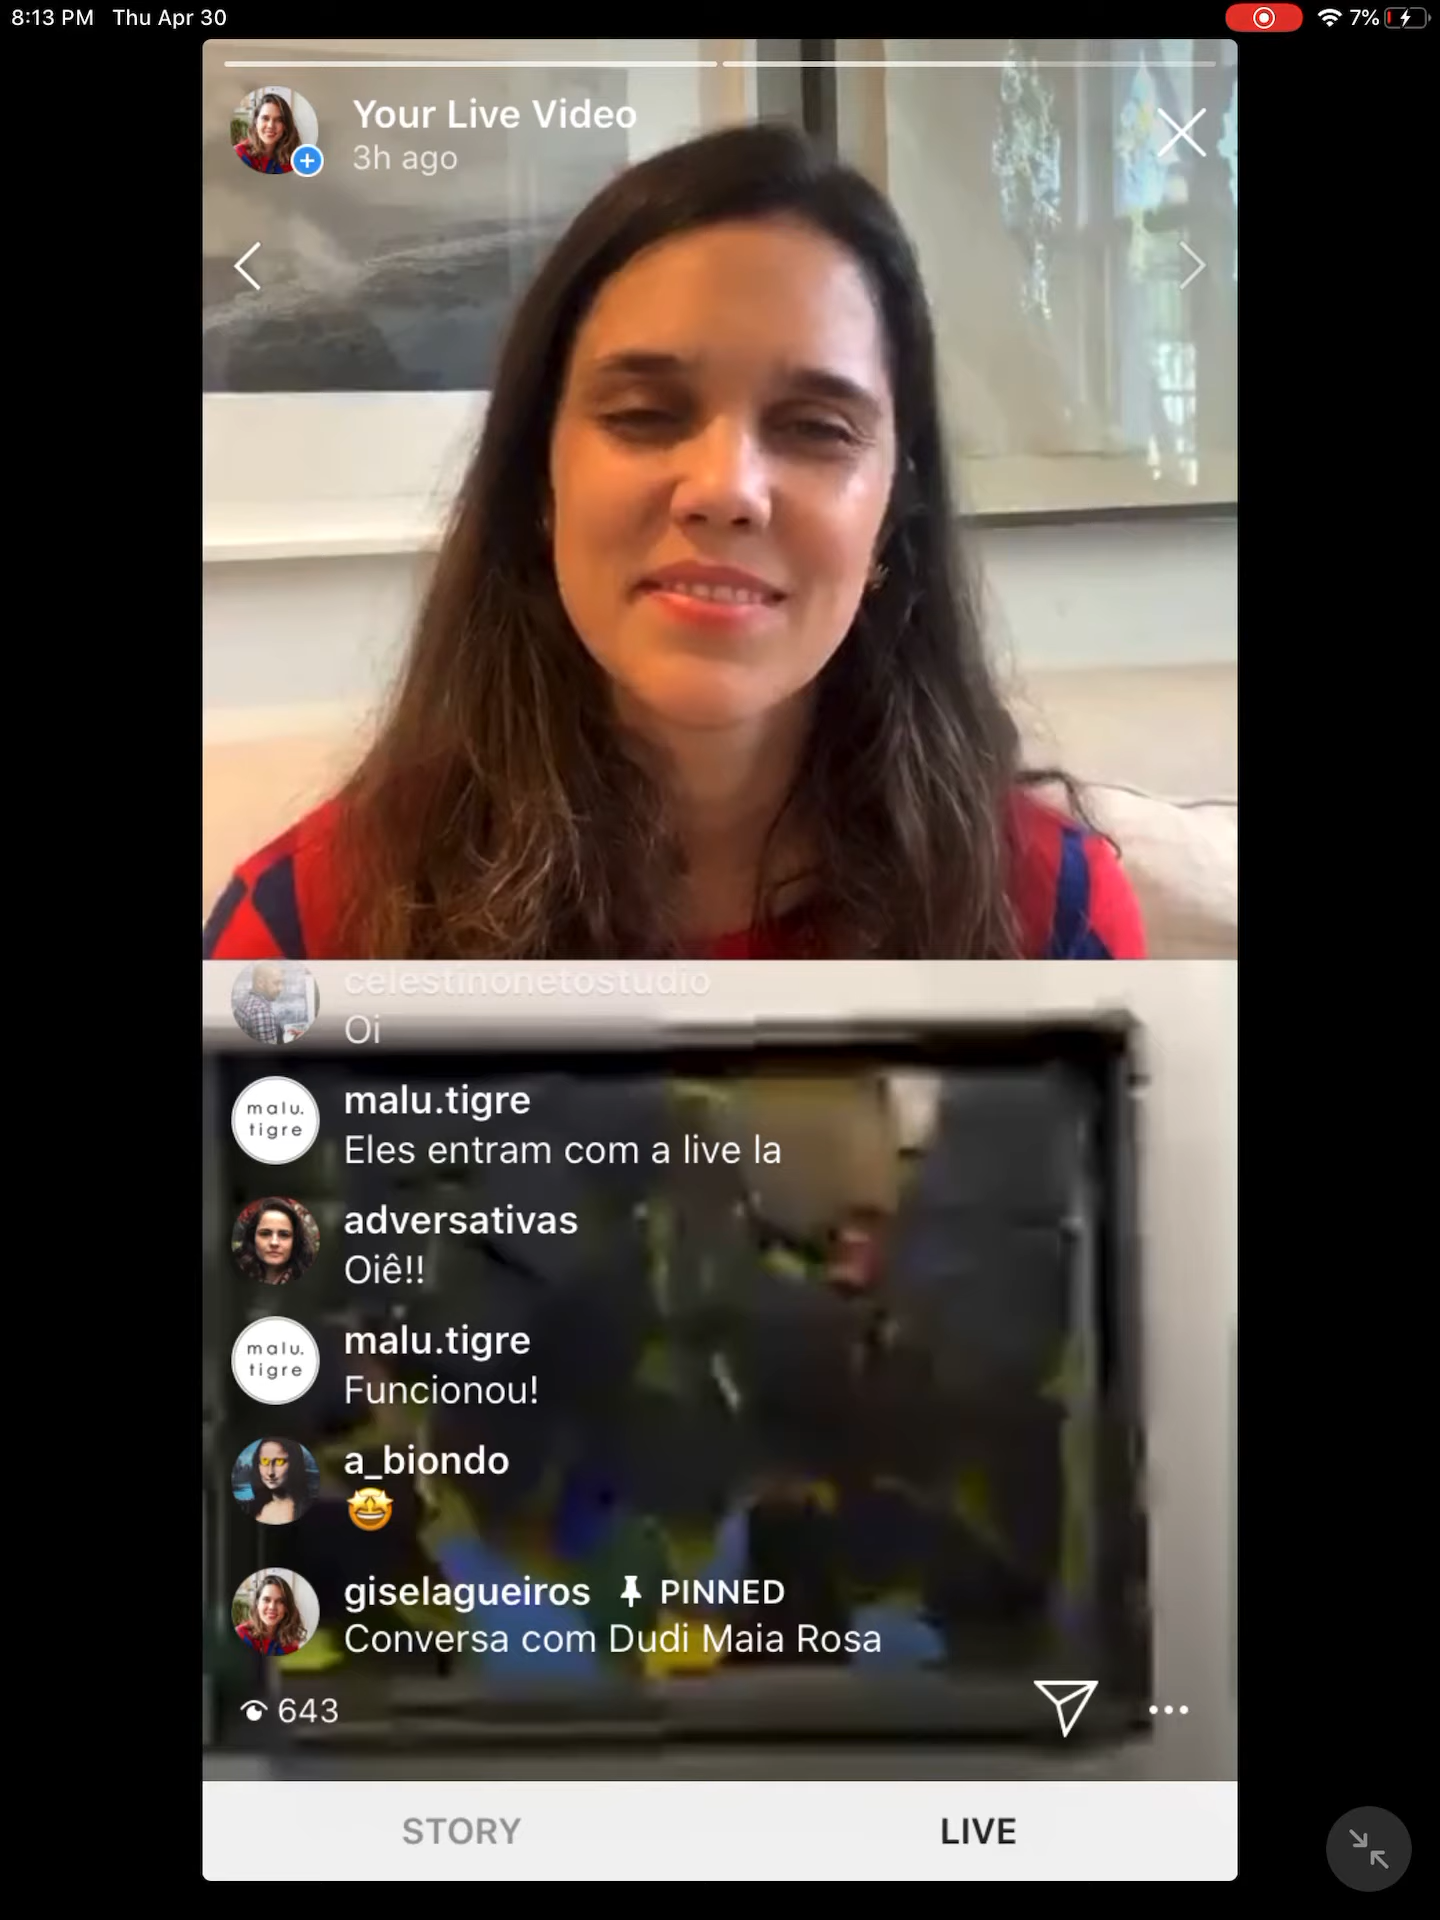 8:13 PM Thu Apr 30
7%
Your Live Video
3h ago
celestinonetostudio
Oi
malu.
tigre
malu.tigre
Eles entram com a live la
adversativas
Oiê!!
malu.
tigre
malu.tigre
Funcionou!
a_biondo
🤩
giselagueiros PINNED
Conversa com Dudi Maia Rosa
643
STORY LIVE